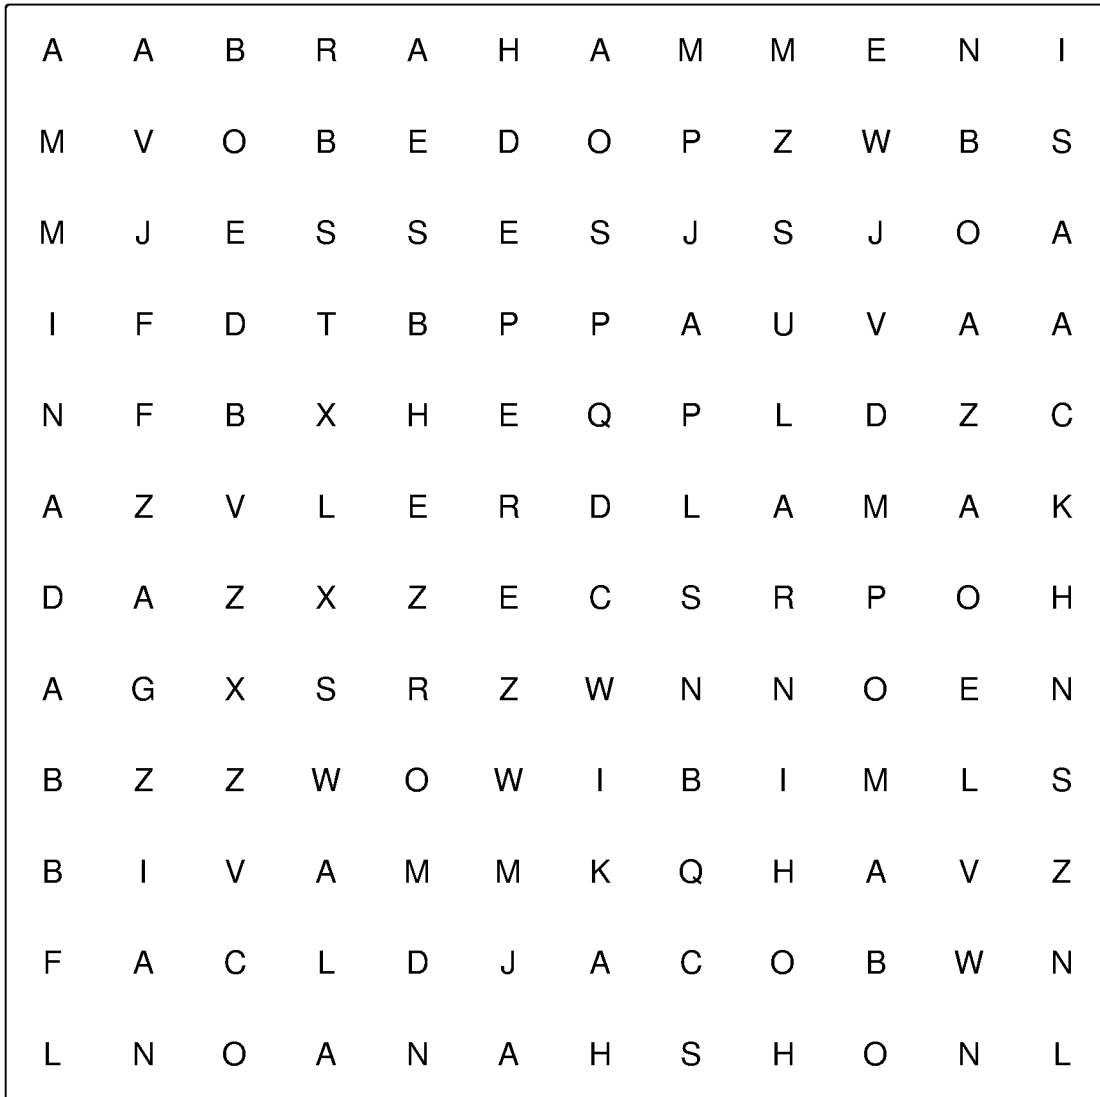 A A B R A H A M M E N I
M V O B E D O P Z W B S
M J E S S E S J S J O A
I F D T B P P A U V A A
N F B X H E Q P L D Z C
A Z V L E R D L A M A K
D A Z X Z E C S R P O H
A G X S R Z W N N O E N
B Z Z W O W I B I M L S
B I V A M M K Q H A V Z
F A C L D J A C O B W N
L N O A N A H S H O N L